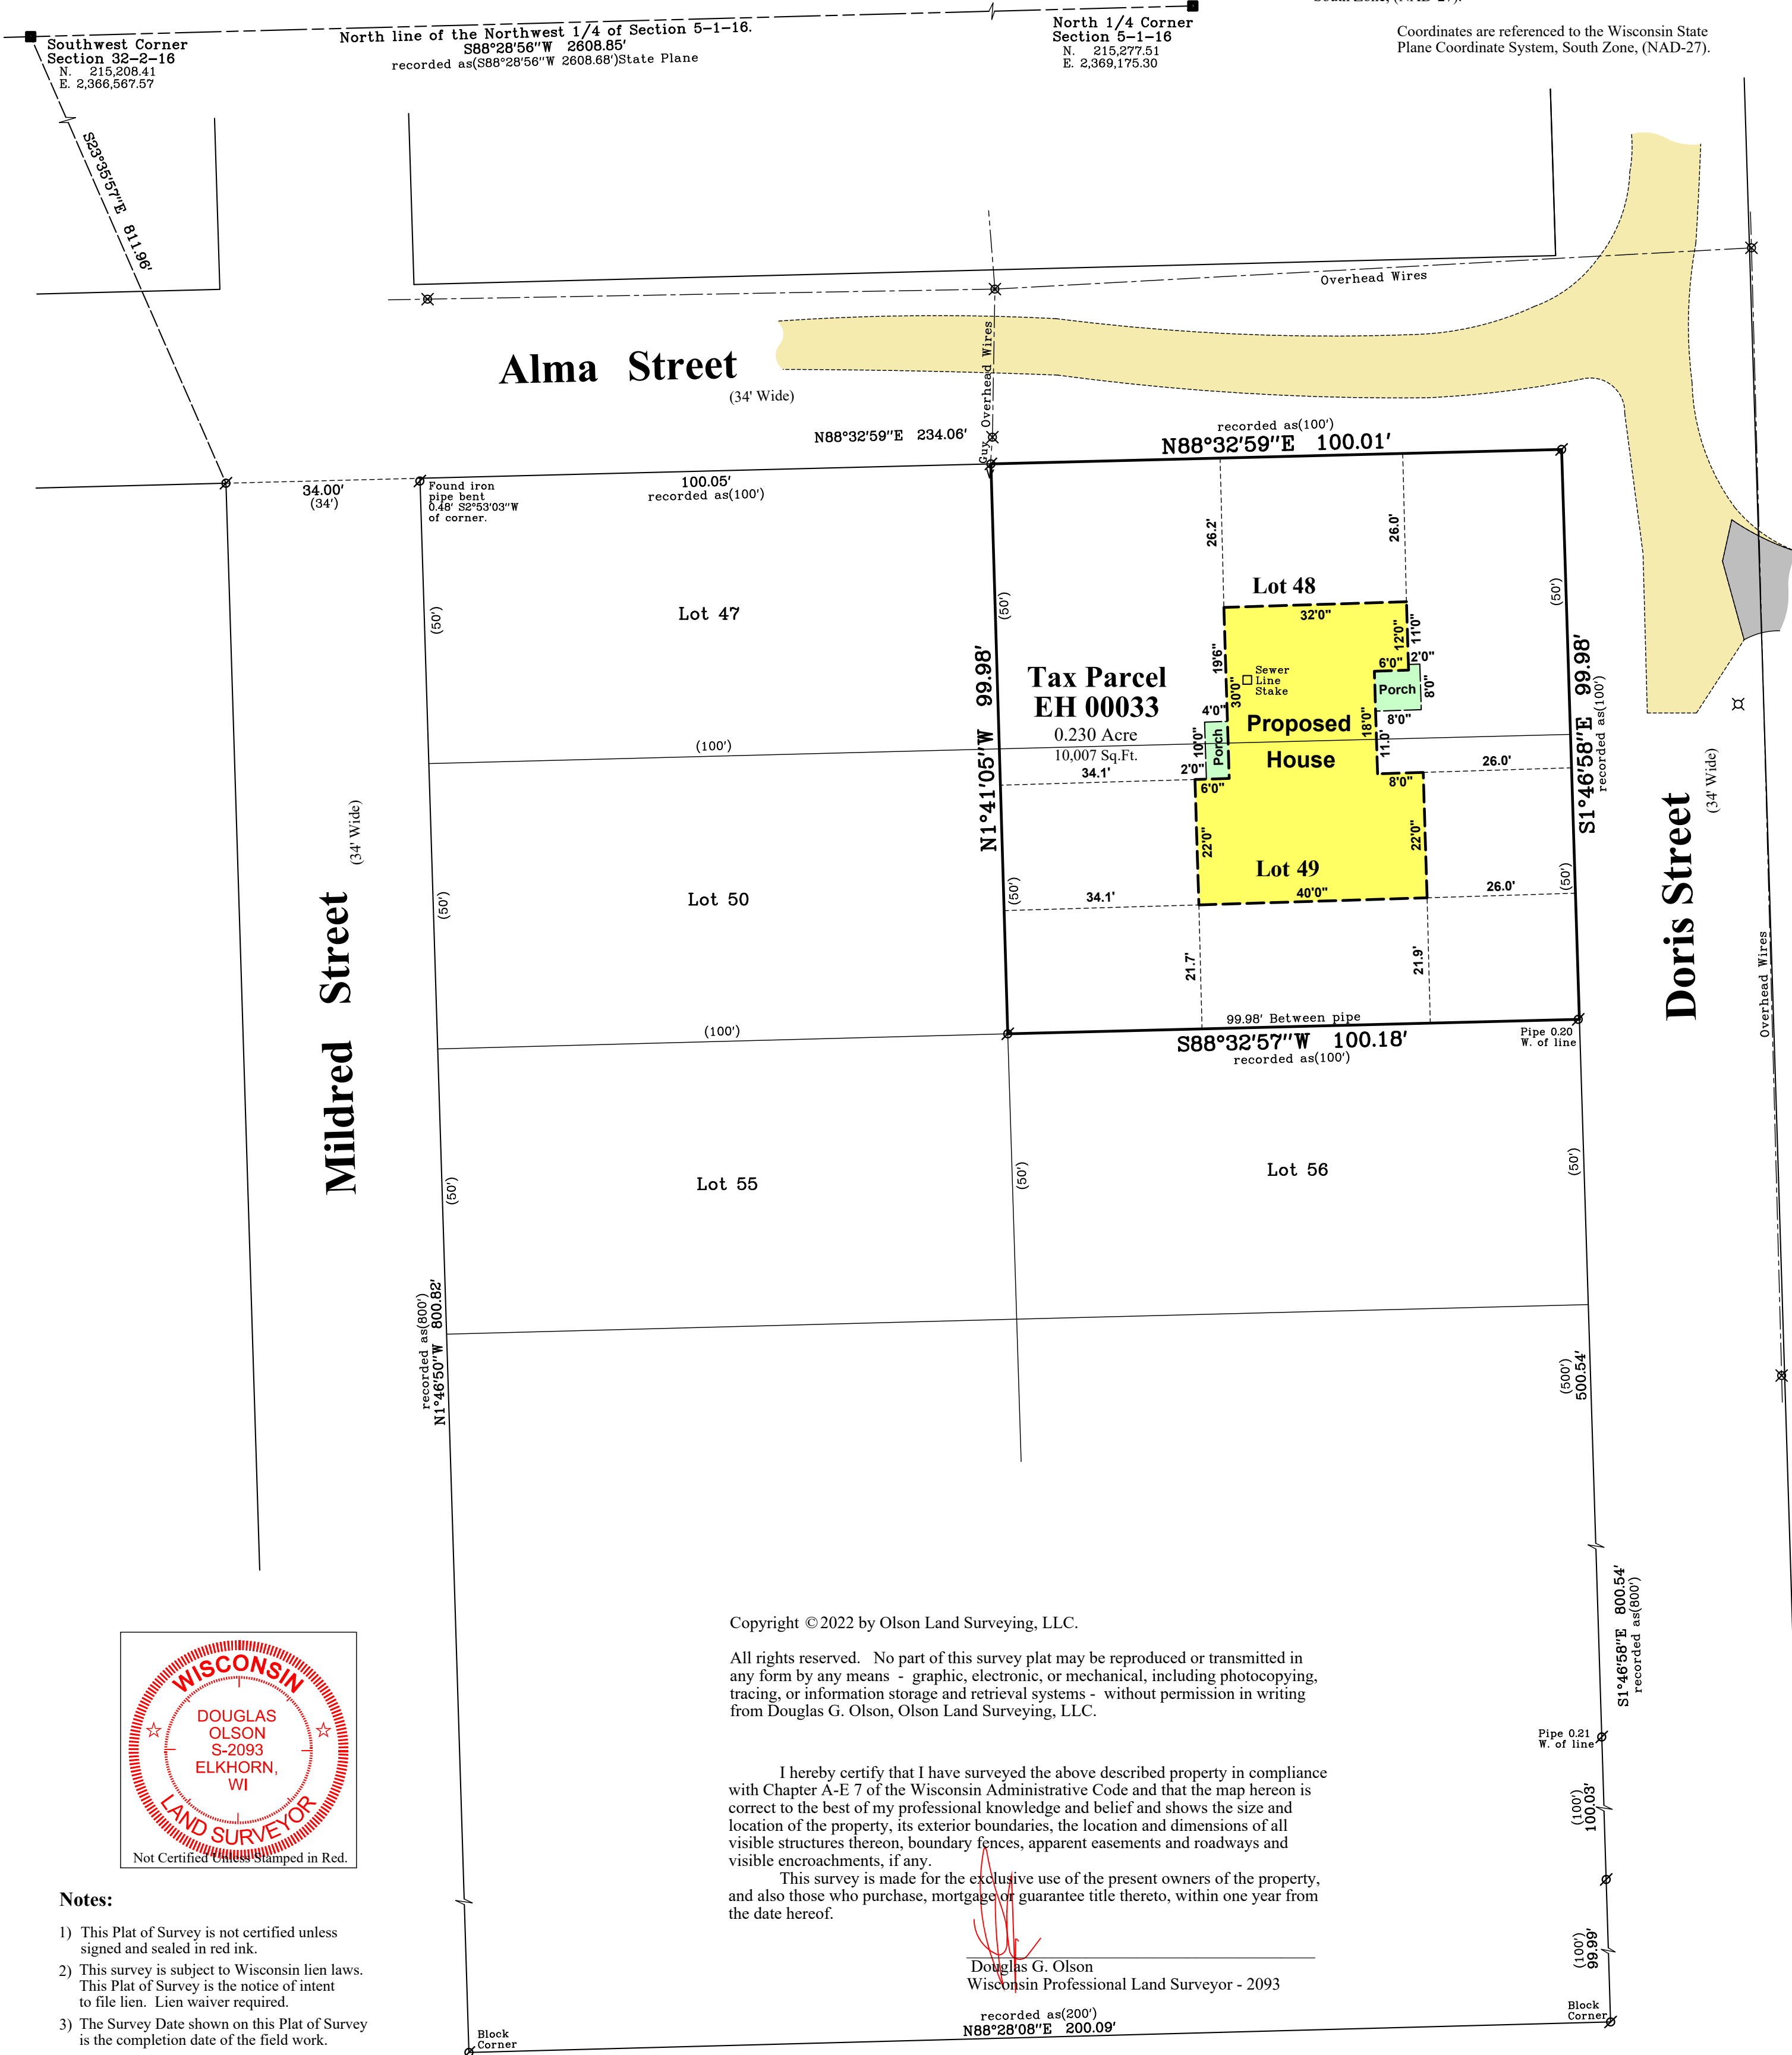 South Zone, (NAD-27).
Coordinates are referenced to the Wisconsin State
Plane Coordinate System, South Zone, (NAD-27).
Southwest Corner
Section 32-2-16
N. 215,208.41
E. 2,366,567.57
North line of the Northwest 1/4 of Section 5-1-16.
S88°28'56"W 2608.85'
recorded as(S88°28'56"W 2608.68')State Plane
North 1/4 Corner
Section 5-1-16
N. 215,277.51
E. 2,369,175.30
S23°35'57"E 811.96'
Overhead Wires
Alma Street
(34' Wide)
Guy
Overhead Wires
N88°32'59"E 234.06'
recorded as(100')
N88°32'59"E 100.01'
34.00'
(34')
Found iron
pipe bent
0.48' S2°53'03"W
of corner.
100.05'
recorded as(100')
26.2'
26.0'
Lot 47
(50')
(50')
(50')
Lot 48
32'0"
19'6"
30'0"
12'0"
11'0"
6'0"
2'0"
Sewer
Line
Stake
Porch
8'0"
8'0"
18'0"
11.0'
4'0"
10'0"
Porch
2'0"
6'0"
Proposed
House
Tax Parcel
EH 00033
0.230 Acre
10,007 Sq.Ft.
N1°41'05"W 99.98'
S1°46'58"E 99.98'
recorded as(100')
(100')
34.1'
26.0'
8'0"
22'0"
22'0"
Lot 49
40'0"
34.1'
26.0'
(50')
(50')
(50')
Lot 50
21.7'
21.9'
99.98' Between pipe
S88°32'57"W 100.18'
recorded as(100')
Pipe 0.20
W. of line
(100')
Mildred Street
(34' Wide)
Doris Street
(34' Wide)
Overhead Wires
Lot 55
Lot 56
(50')
(50')
(50')
recorded as(800')
N1°46'50"W 800.82'
(500')
500.54'
S1°46'58"E 800.54'
recorded as(800')
Pipe 0.21
W. of line
(100')
100.03'
(100')
99.99'
Copyright © 2022 by Olson Land Surveying, LLC.
All rights reserved. No part of this survey plat may be reproduced or transmitted in
any form by any means - graphic, electronic, or mechanical, including photocopying,
tracing, or information storage and retrieval systems - without permission in writing
from Douglas G. Olson, Olson Land Surveying, LLC.
I hereby certify that I have surveyed the above described property in compliance
with Chapter A-E 7 of the Wisconsin Administrative Code and that the map hereon is
correct to the best of my professional knowledge and belief and shows the size and
location of the property, its exterior boundaries, the location and dimensions of all
visible structures thereon, boundary fences, apparent easements and roadways and
visible encroachments, if any.
This survey is made for the exclusive use of the present owners of the property,
and also those who purchase, mortgage or guarantee title thereto, within one year from
the date hereof.
Douglas G. Olson
Wisconsin Professional Land Surveyor - 2093
recorded as(200')
N88°28'08"E 200.09'
Block
Corner
Block
Corner
WISCONSIN
DOUGLAS
OLSON
S-2093
ELKHORN,
WI
LAND SURVEYOR
Not Certified Unless Stamped in Red.
Notes:
1) This Plat of Survey is not certified unless
signed and sealed in red ink.
2) This survey is subject to Wisconsin lien laws.
This Plat of Survey is the notice of intent
to file lien. Lien waiver required.
3) The Survey Date shown on this Plat of Survey
is the completion date of the field work.